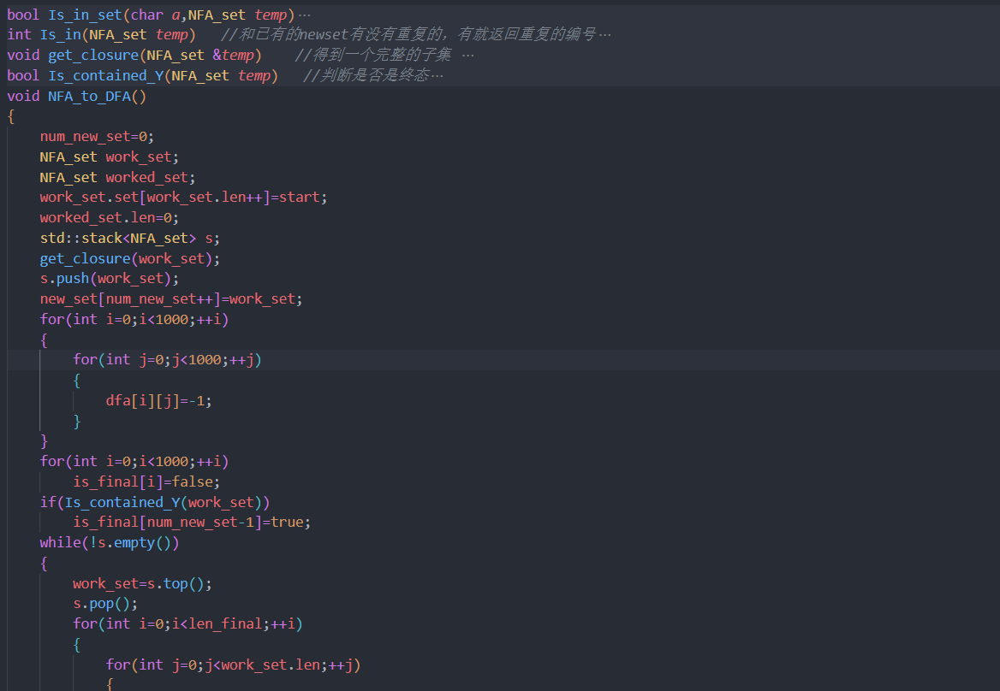 bool Is_in_set(char a,NFA_set temp)···
int Is_in(NFA_set temp)   //和已有的newset有没有重复的，有就返回重复的编号···
void get_closure(NFA_set &temp)    //得到一个完整的子集 ···
bool Is_contained_Y(NFA_set temp)   //判断是否是终态···
void NFA_to_DFA()
{
    num_new_set=0;
    NFA_set work_set;
    NFA_set worked_set;
    work_set.set[work_set.len++]=start;
    worked_set.len=0;
    std::stack<NFA_set> s;
    get_closure(work_set);
    s.push(work_set);
    new_set[num_new_set++]=work_set;
    for(int i=0;i<1000;++i)
    {
        for(int j=0;j<1000;++j)
        {
            dfa[i][j]=-1;
        }
    }
    for(int i=0;i<1000;++i)
        is_final[i]=false;
    if(Is_contained_Y(work_set))
        is_final[num_new_set-1]=true;
    while(!s.empty())
    {
        work_set=s.top();
        s.pop();
        for(int i=0;i<len_final;++i)
        {
            for(int j=0;j<work_set.len;++j)
            {